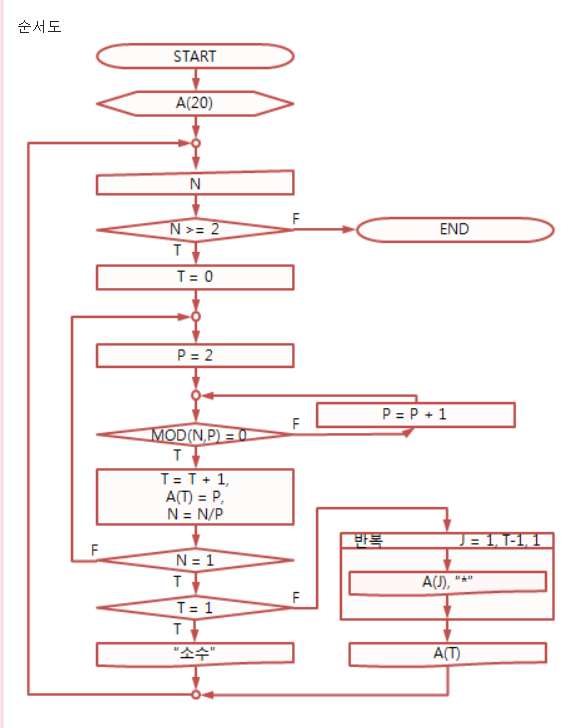 순서도
START
A(20)
N
N >= 2
F
END
T
T = 0
P = 2
P = P + 1
MOD(N,P) = 0
F
T
T = T + 1,
A(T) = P,
N = N/P
F
N = 1
T
T = 1
F
T
"소수"
반복 J = 1, T-1, 1
A(J), "*"
A(T)